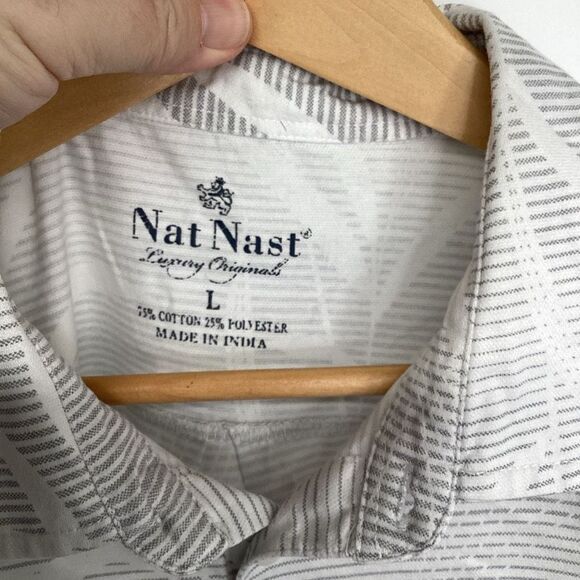 Nat Nast®
Luxury Originals
L
75% COTTON 25% POLYESTER
MADE IN INDIA